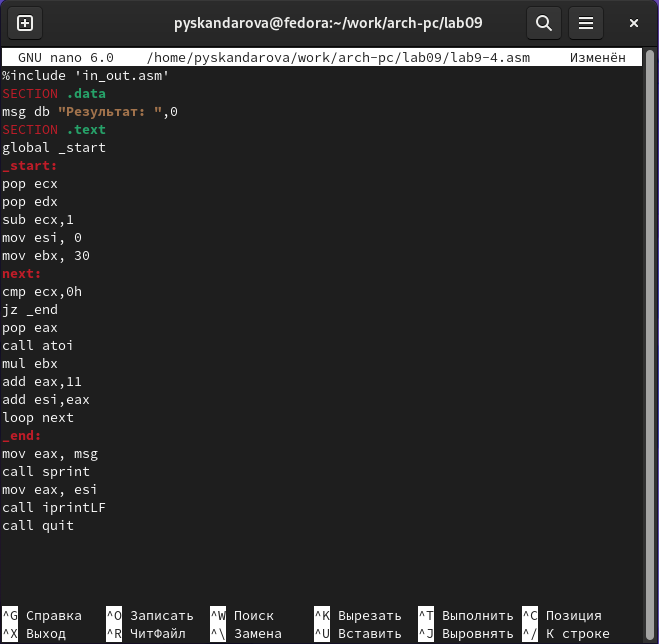 pyskandarova@fedora:~/work/arch-pc/lab09
GNU nano 6.0 /home/pyskandarova/work/arch-pc/lab09/lab9-4.asm Изменён
%include 'in_out.asm'
SECTION .data
msg db "Результат: ",0
SECTION .text
global _start
_start:
pop ecx
pop edx
sub ecx,1
mov esi, 0
mov ebx, 30
next:
cmp ecx,0h
jz _end
pop eax
call atoi
mul ebx
add eax,11
add esi,eax
loop next
_end:
mov eax, msg
call sprint
mov eax, esi
call iprintLF
call quit
^G Справка ^O Записать ^W Поиск ^K Вырезать ^T Выполнить ^C Позиция
^X Выход ^R ЧитФайл ^\ Замена ^U Вставить ^J Выровнять ^/ К строке